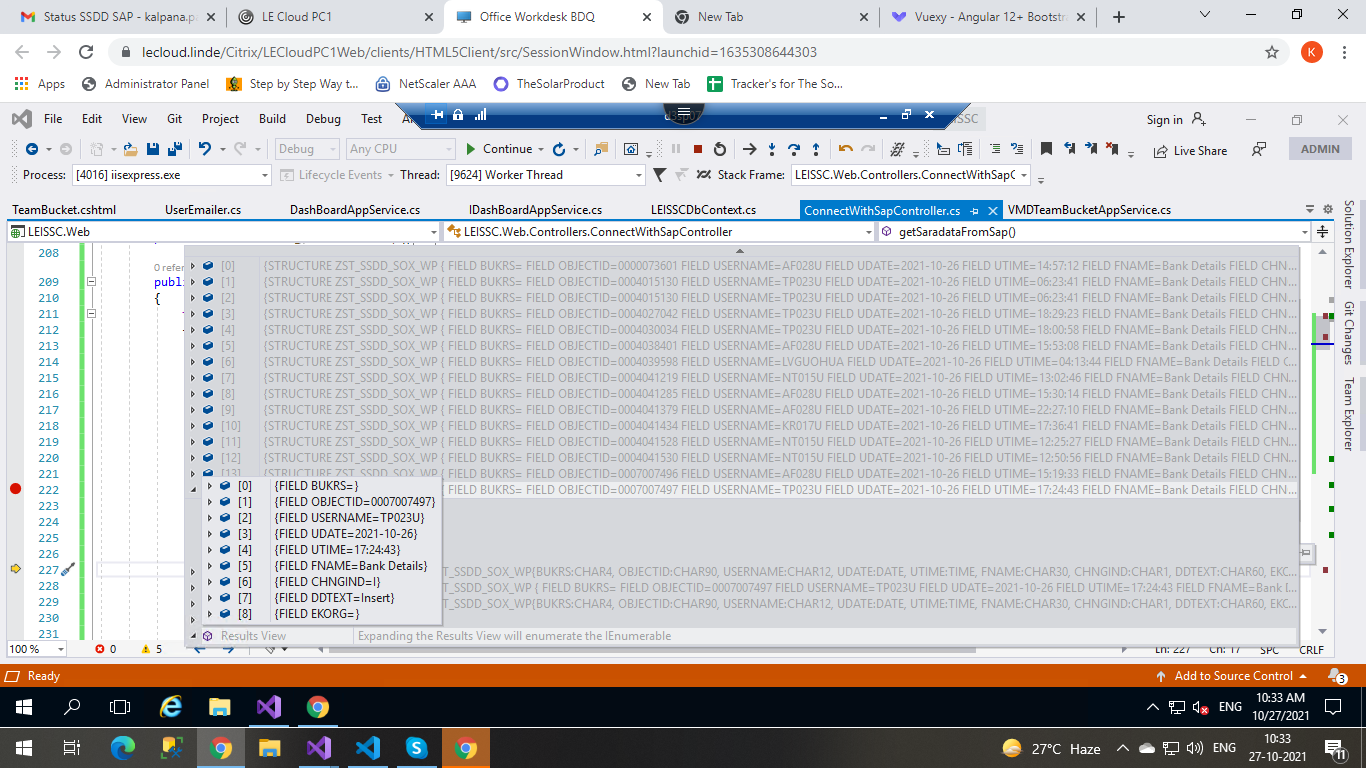 Status SSDD SAP - kalpana.pa
LE Cloud PC1
Office Workdesk BDQ
New Tab
Vuexy - Angular 12+ Bootstra
lecloud.linde/Citrix/LECloudPC1Web/clients/HTML5Client/src/SessionWindow.html?launchid=1635308644303
K
Apps
Administrator Panel
Step by Step Way t...
NetScaler AAA
TheSolarProduct
New Tab
Tracker's for The So...
File Edit View Git Project Build Debug Test
Sign in
Debug
Any CPU
Continue
Live Share
ADMIN
Process: [4016] iisexpress.exe
Lifecycle Events
Thread: [9624] Worker Thread
Stack Frame: LEISSC.Web.Controllers.ConnectWithSapC
TeamBucket.cshtml
UserEmailer.cs
DashBoardAppService.cs
IDashBoardAppService.cs
LEISSCDbContext.cs
ConnectWithSapController.cs
VMDTeamBucketAppService.cs
LEISSC.Web
LEISSC.Web.Controllers.ConnectWithSapController
getSaradataFromSap()
Solution Explorer
Git Changes
Team Explorer
208
0 refer
209 publi
210 {
211 [0] {STRUCTURE ZST_SSDD_SOX_WP { FIELD BUKRS= FIELD OBJECTID=0000073601 FIELD USERNAME=AF028U FIELD UDATE=2021-10-26 FIELD UTIME=14:57:12 FIELD FNAME=Bank Details FIELD CHN...
[1] {STRUCTURE ZST_SSDD_SOX_WP { FIELD BUKRS= FIELD OBJECTID=0004015130 FIELD USERNAME=TP023U FIELD UDATE=2021-10-26 FIELD UTIME=06:23:41 FIELD FNAME=Bank Details FIELD CHN...
[2] {STRUCTURE ZST_SSDD_SOX_WP { FIELD BUKRS= FIELD OBJECTID=0004015130 FIELD USERNAME=TP023U FIELD UDATE=2021-10-26 FIELD UTIME=06:23:41 FIELD FNAME=Bank Details FIELD CHN...
[3] {STRUCTURE ZST_SSDD_SOX_WP { FIELD BUKRS= FIELD OBJECTID=0004027042 FIELD USERNAME=TP023U FIELD UDATE=2021-10-26 FIELD UTIME=18:29:23 FIELD FNAME=Bank Details FIELD CHN...
212 [4] {STRUCTURE ZST_SSDD_SOX_WP { FIELD BUKRS= FIELD OBJECTID=0004030034 FIELD USERNAME=TP023U FIELD UDATE=2021-10-26 FIELD UTIME=18:00:58 FIELD FNAME=Bank Details FIELD CHN...
213 [5] {STRUCTURE ZST_SSDD_SOX_WP { FIELD BUKRS= FIELD OBJECTID=0004038401 FIELD USERNAME=AF028U FIELD UDATE=2021-10-26 FIELD UTIME=15:53:08 FIELD FNAME=Bank Details FIELD CHN...
214 [6] {STRUCTURE ZST_SSDD_SOX_WP { FIELD BUKRS= FIELD OBJECTID=0004039598 FIELD USERNAME=LVGUOHUA FIELD UDATE=2021-10-26 FIELD UTIME=04:13:44 FIELD FNAME=Bank Details FIELD C...
215 [7] {STRUCTURE ZST_SSDD_SOX_WP { FIELD BUKRS= FIELD OBJECTID=0004041219 FIELD USERNAME=NT015U FIELD UDATE=2021-10-26 FIELD UTIME=13:02:46 FIELD FNAME=Bank Details FIELD CHN...
216 [8] {STRUCTURE ZST_SSDD_SOX_WP { FIELD BUKRS= FIELD OBJECTID=0004041285 FIELD USERNAME=AF028U FIELD UDATE=2021-10-26 FIELD UTIME=15:30:14 FIELD FNAME=Bank Details FIELD CHN...
217 [9] {STRUCTURE ZST_SSDD_SOX_WP { FIELD BUKRS= FIELD OBJECTID=0004041379 FIELD USERNAME=AF028U FIELD UDATE=2021-10-26 FIELD UTIME=22:27:10 FIELD FNAME=Bank Details FIELD CHN...
218 [10] {STRUCTURE ZST_SSDD_SOX_WP { FIELD BUKRS= FIELD OBJECTID=0004041434 FIELD USERNAME=KR017U FIELD UDATE=2021-10-26 FIELD UTIME=17:36:41 FIELD FNAME=Bank Details FIELD CHN...
219 [11] {STRUCTURE ZST_SSDD_SOX_WP { FIELD BUKRS= FIELD OBJECTID=0004041528 FIELD USERNAME=NT015U FIELD UDATE=2021-10-26 FIELD UTIME=12:25:27 FIELD FNAME=Bank Details FIELD CHN...
220 [12] {STRUCTURE ZST_SSDD_SOX_WP { FIELD BUKRS= FIELD OBJECTID=0004041530 FIELD USERNAME=NT015U FIELD UDATE=2021-10-26 FIELD UTIME=12:50:56 FIELD FNAME=Bank Details FIELD CHN...
221 [13] {STRUCTURE ZST_SSDD_SOX_WP { FIELD BUKRS= FIELD OBJECTID=0007007496 FIELD USERNAME=AF028U FIELD UDATE=2021-10-26 FIELD UTIME=15:19:33 FIELD FNAME=Bank Details FIELD CHN...
222 [0] {FIELD BUKRS=} { FIELD BUKRS= FIELD OBJECTID=0007007497 FIELD USERNAME=TP023U FIELD UDATE=2021-10-26 FIELD UTIME=17:24:43 FIELD FNAME=Bank Details FIELD CHN...
223 [1] {FIELD OBJECTID=0007007497}
224 [2] {FIELD USERNAME=TP023U}
225 [3] {FIELD UDATE=2021-10-26}
226 [4] {FIELD UTIME=17:24:43}
227 [5] {FIELD FNAME=Bank Details} T_SSDD_SOX_WP{BUKRS:CHAR4, OBJECTID:CHAR90, USERNAME:CHAR12, UDATE:DATE, UTIME:TIME, FNAME:CHAR30, CHNGIND:CHAR1, DDTEXT:CHAR60, EKC...
228 [6] {FIELD CHNGIND=I} T_SSDD_SOX_WP { FIELD BUKRS= FIELD OBJECTID=0007007497 FIELD USERNAME=TP023U FIELD UDATE=2021-10-26 FIELD UTIME=17:24:43 FIELD FNAME=Bank [...
229 [7] {FIELD DDTEXT=Insert} T_SSDD_SOX_WP{BUKRS:CHAR4, OBJECTID:CHAR90, USERNAME:CHAR12, UDATE:DATE, UTIME:TIME, FNAME:CHAR30, CHNGIND:CHAR1, DDTEXT:CHAR60, EKC...
230 [8] {FIELD EKORG=}
231 Results View Expanding the Results View will enumerate the IEnumerable
100 % 0 5 Ln: 227 Ch: 17 SPC CRLF
Ready
Add to Source Control
3
ENG
10:33 AM
10/27/2021
27°C Haze
ENG
10:33
27-10-2021
11